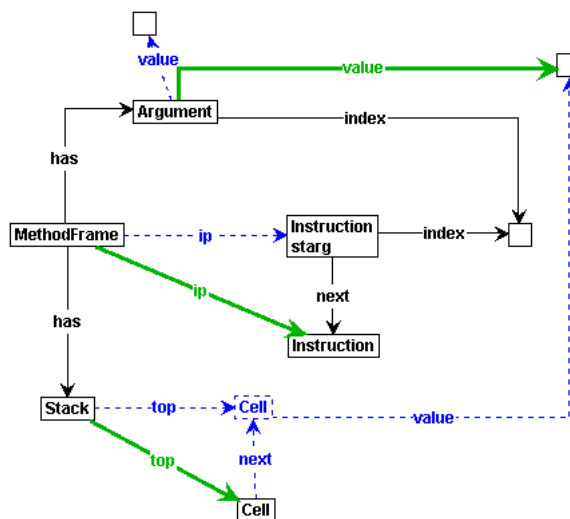 value
value
Argument
index
has
MethodFrame
ip
Instruction
starg
index
ip
next
Instruction
has
Stack
top
Cell
value
top
next
Cell